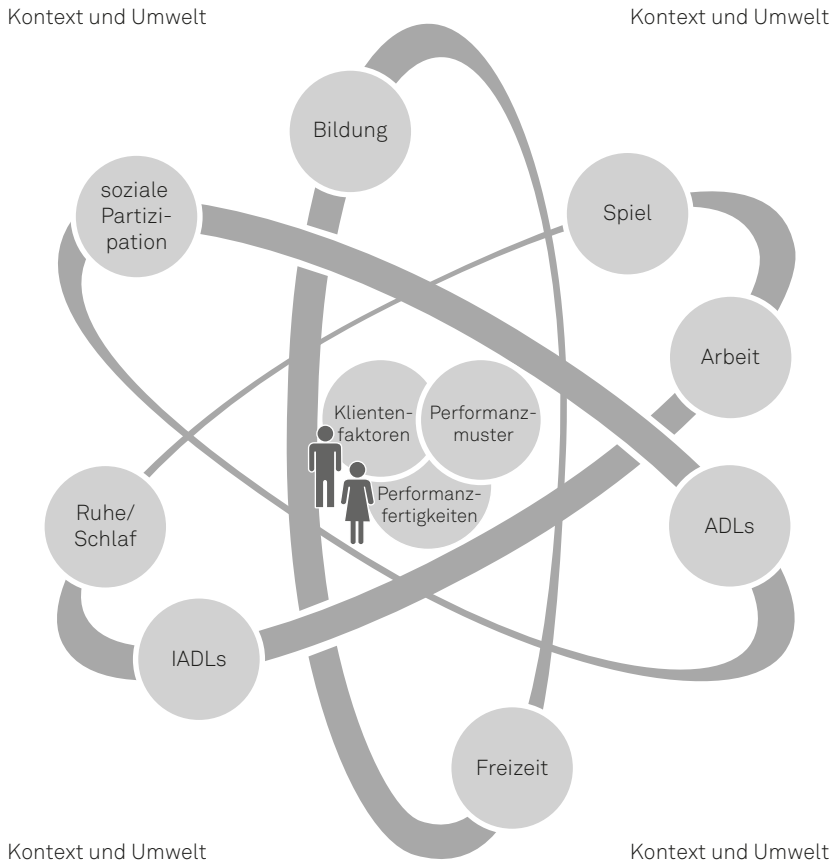 Kontext und Umwelt
Kontext und Umwelt
Bildung
soziale
Partizi-
pation
Spiel
Arbeit
Klienten-
faktoren
Performanz-
muster
Performanz-
fertigkeiten
Ruhe/
Schlaf
ADLs
IADLs
Freizeit
Kontext und Umwelt
Kontext und Umwelt